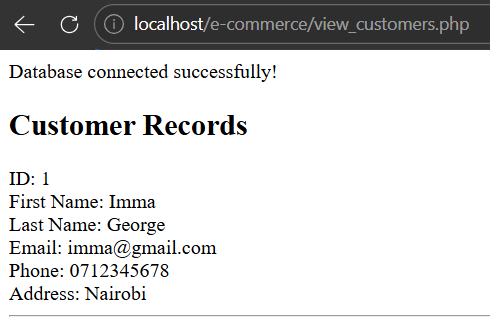 localhost/e-commerce/view_customers.php
Database connected successfully!
Customer Records
ID: 1
First Name: Imma
Last Name: George
Email: imma@gmail.com
Phone: 0712345678
Address: Nairobi